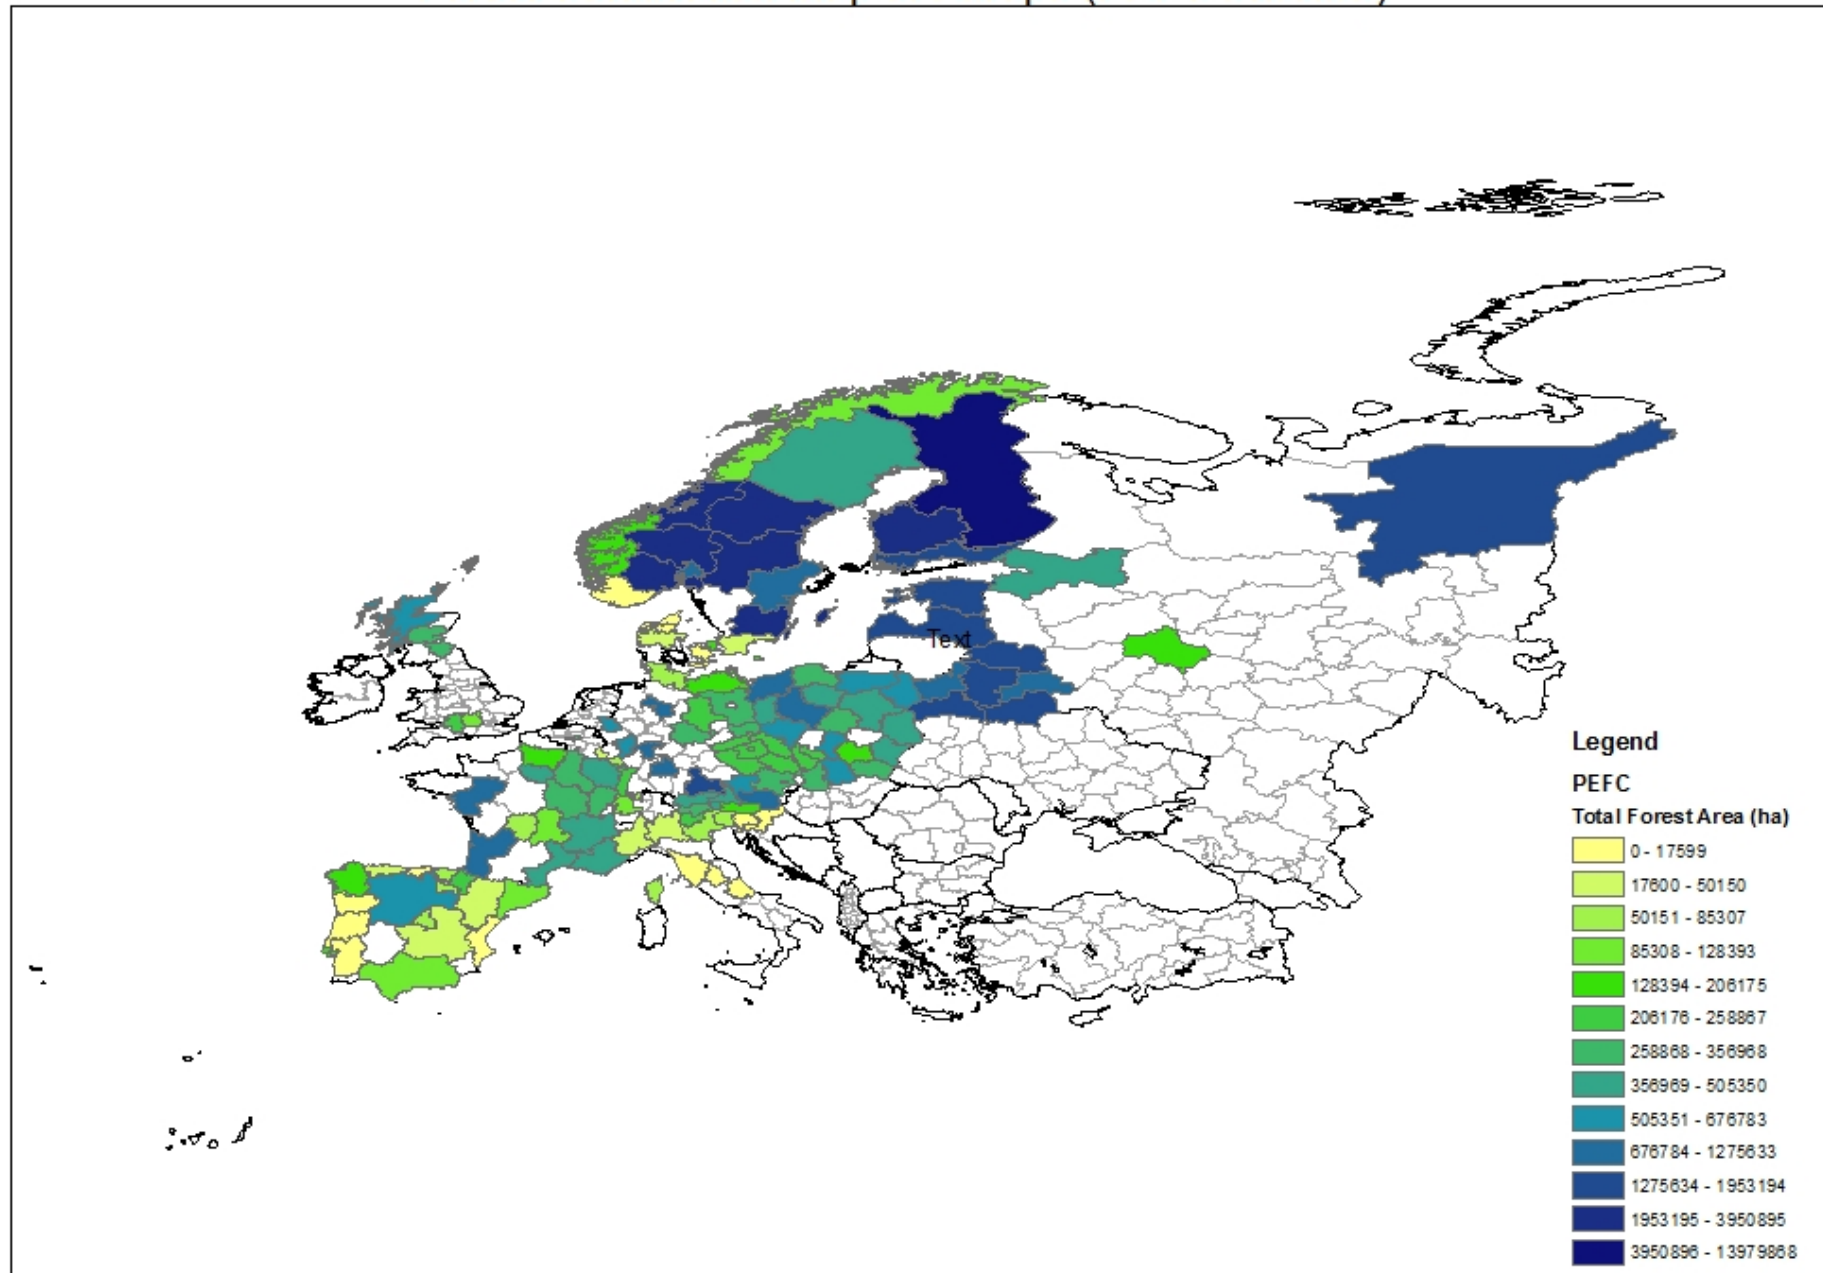 Text
Legend
PEFC
Total Forest Area (ha)
0 - 17599
17600 - 50150
50151 - 85307
85308 - 128393
128394 - 206175
206176 - 258867
258868 - 356968
356969 - 505350
505351 - 676783
676784 - 1275633
1275634 - 1953194
1953195 - 3950895
3950896 - 13979868